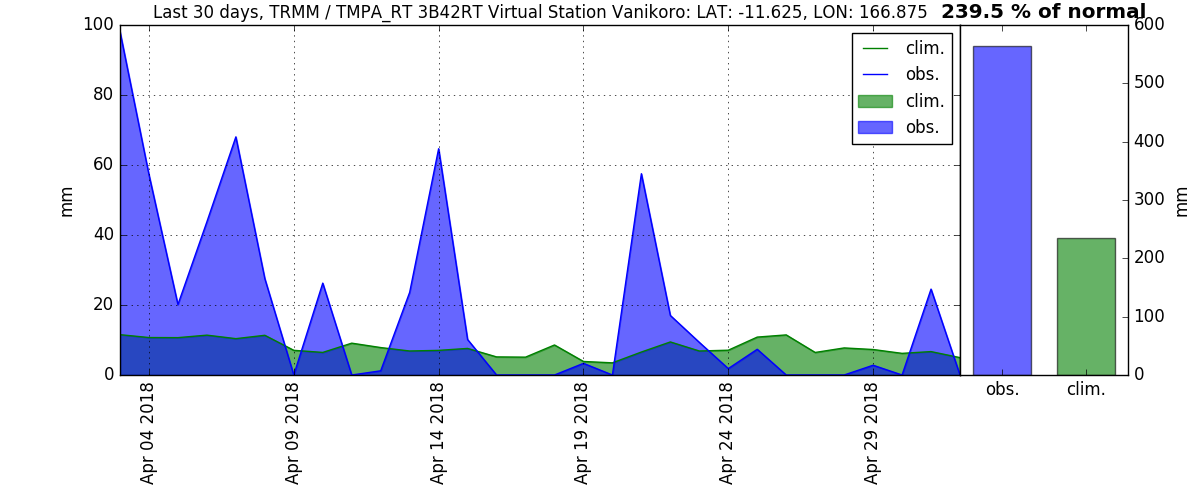 Last 30 days, TRMM / TMPA_RT 3B42RT Virtual Station Vanikoro: LAT: -11.625, LON: 166.875 239.5 % of normal
100
80
60
40
20
0
mm
clim.
obs.
clim.
obs.
600
500
400
300
200
100
0
mm
Apr 04 2018
Apr 09 2018
Apr 14 2018
Apr 19 2018
Apr 24 2018
Apr 29 2018
obs.
clim.